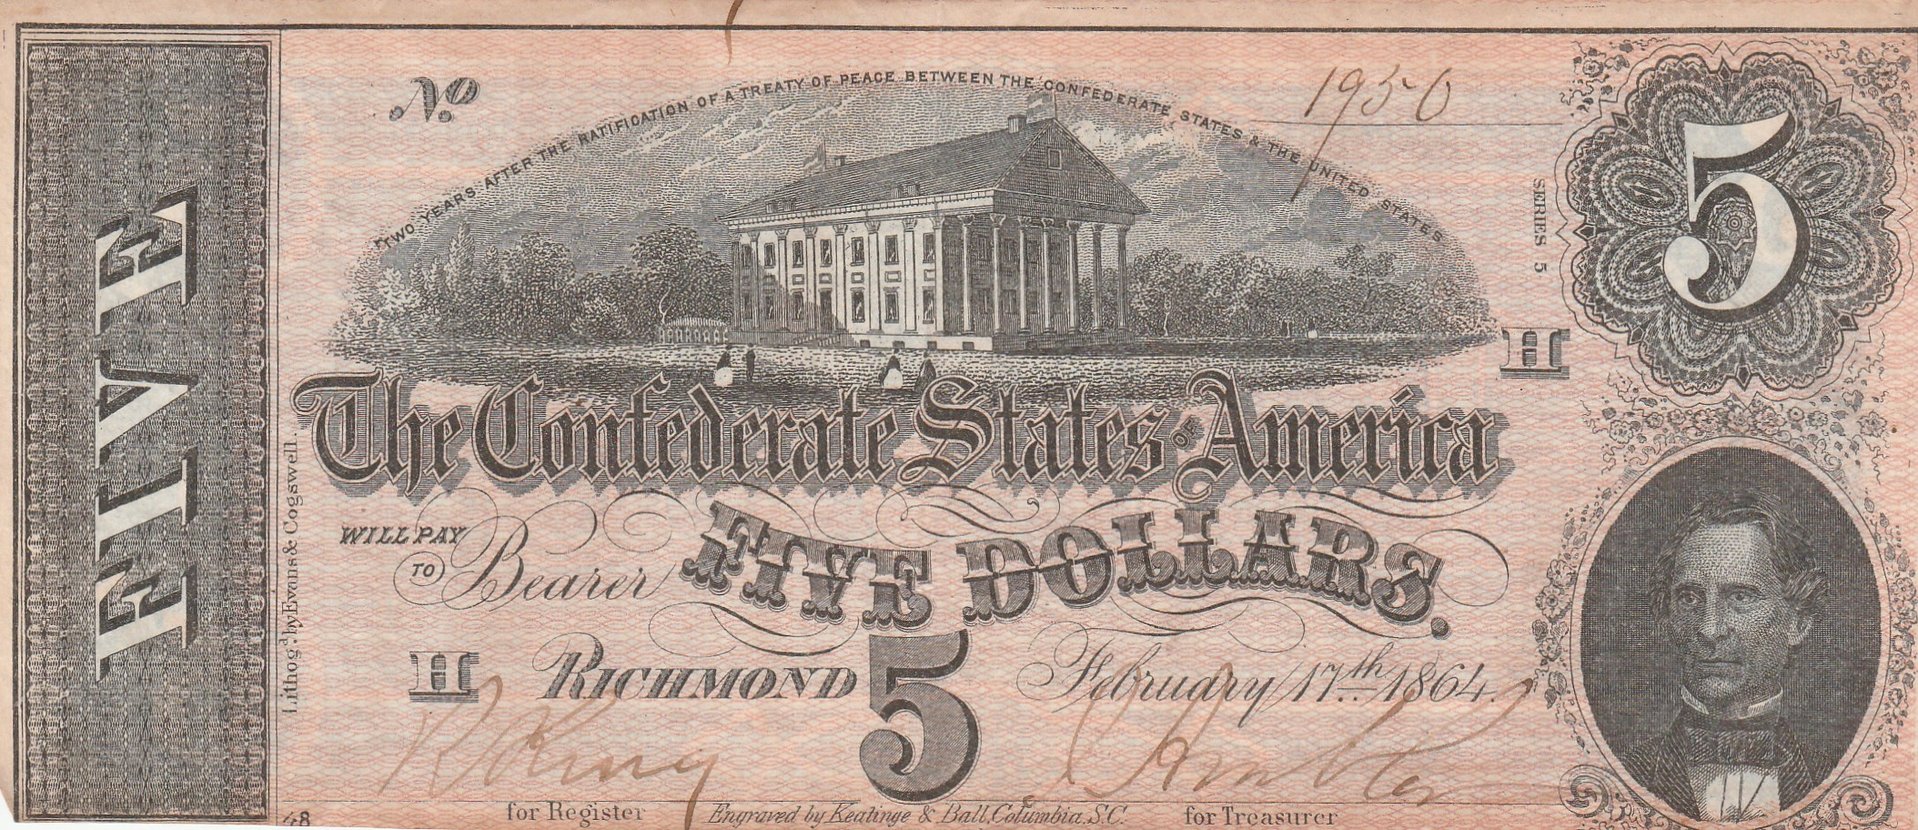 No
1950
TWO YEARS AFTER THE RATIFICATION OF A TREATY OF PEACE BETWEEN THE CONFEDERATE STATES & THE UNITED STATES
5
SERIES 5
H
FIVE
The Confederate States OF America
WILL PAY
TO Bearer FIVE DOLLARS.
H RICHMOND 5 February 17th 1864.
Lithogd. by Evans & Cogswell.
48
for Register
Engraved by Keatinge & Ball, Columbia, S.C.
for Treasurer